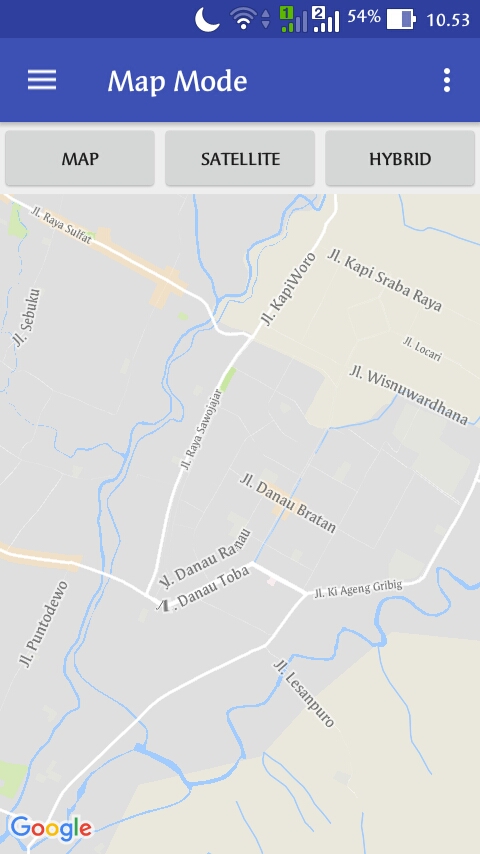 1 2 54% 10.53
Map Mode
MAP SATELLITE HYBRID
Jl. Raya Sulfat
Jl. KapiWoro
Jl. Kapi Sraba Raya
Jl. Sebuku
Jl. Locari
Jl. Wisnuwardhana
Jl. Raya Sawojajar
Jl. Danau Bratan
Jl. Danau Ranau
Jl. Danau Toba
Jl. Ki Ageng Gribig
Jl. Puntodewo
Jl. Lesanpuro
Google